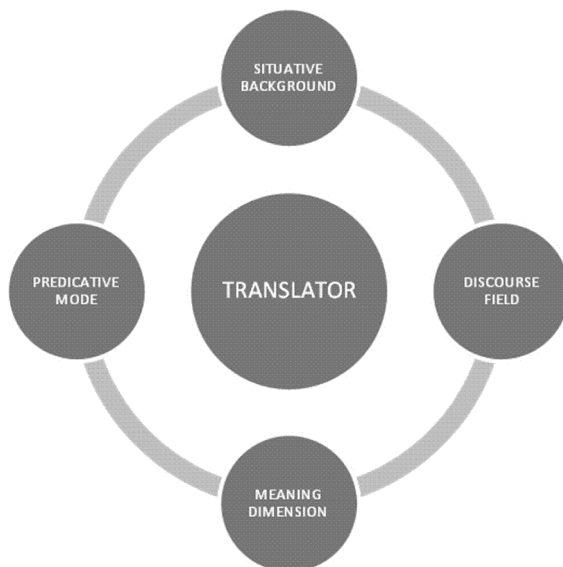 SITUATIVE
BACKGROUND
PREDICATIVE
MODE
TRANSLATOR
DISCOURSE
FIELD
MEANING
DIMENSION